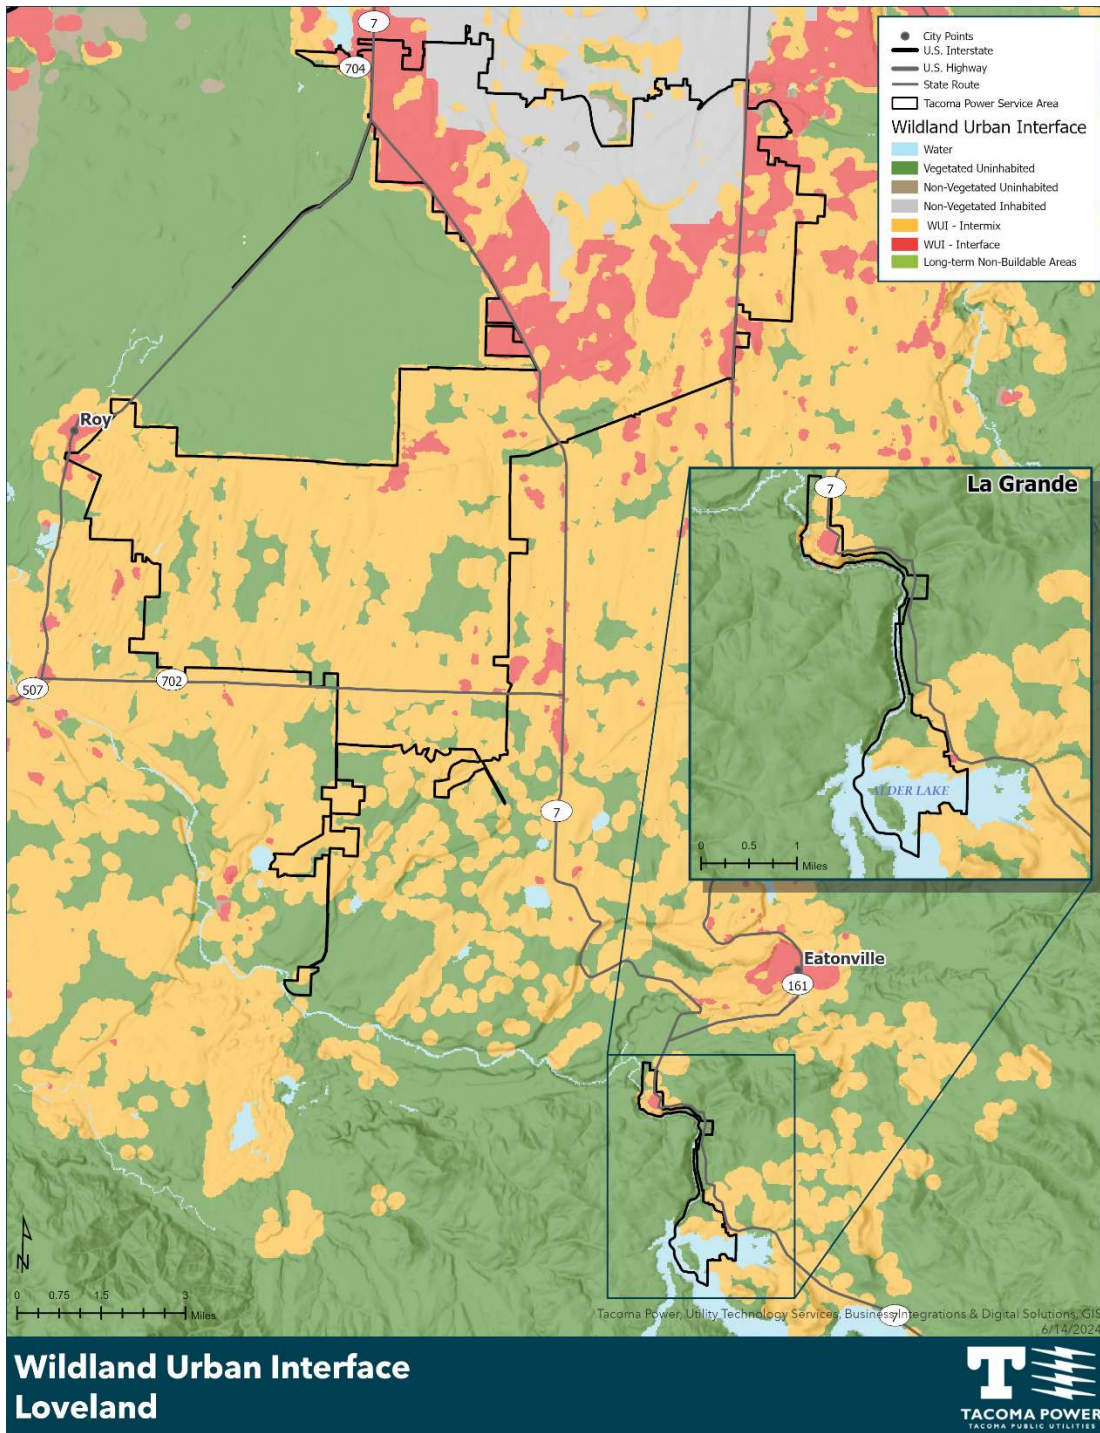 7
704
City Points
U.S. Interstate
U.S. Highway
State Route
Tacoma Power Service Area
Wildland Urban Interface
Water
Vegetated Uninhabited
Non-Vegetated Uninhabited
Non-Vegetated Inhabited
WUI - Intermix
WUI - Interface
Long-term Non-Buildable Areas
Roy
La Grande
7
507
702
7
ALDER LAKE
0 0.5 1
Miles
Eatonville
161
N
0 0.75 1.5 3
Miles
Tacoma Power, Utility Technology Services, Business Integrations & Digital Solutions, GIS
7
6/14/2024
Wildland Urban Interface
Loveland
T
TACOMA POWER
TACOMA PUBLIC UTILITIES